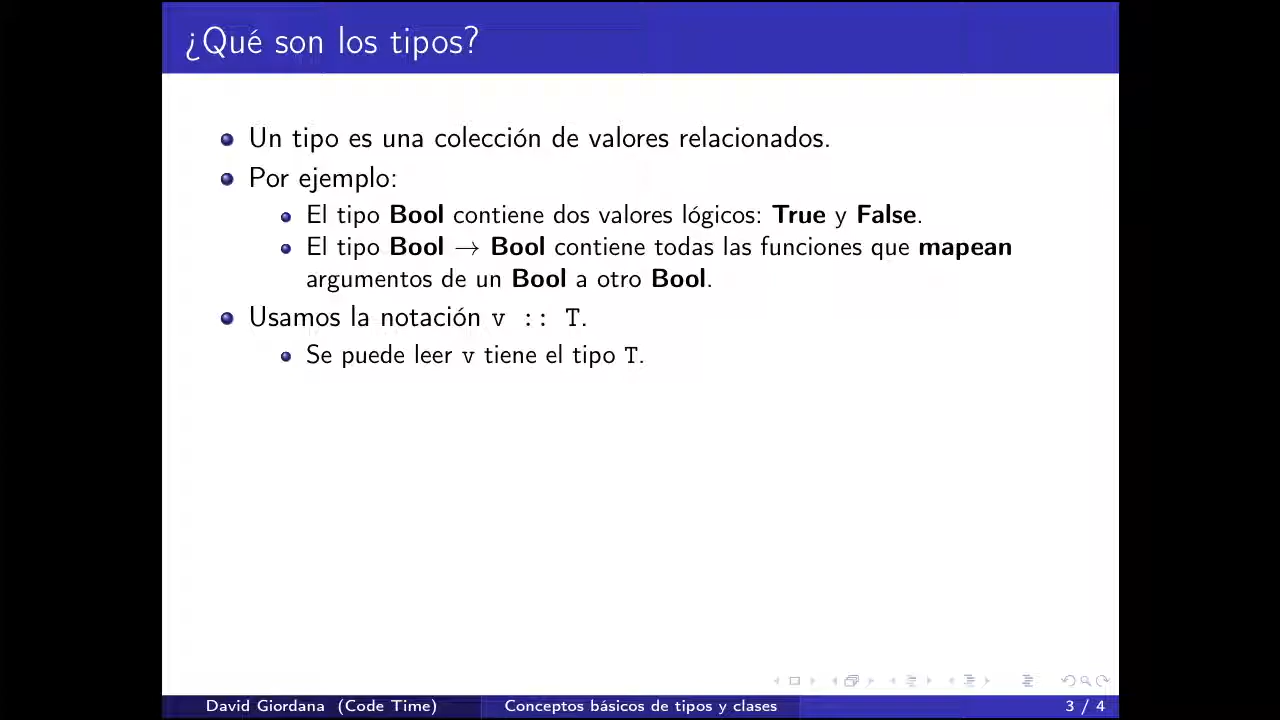 ¿Qué son los tipos?
Un tipo es una colección de valores relacionados.
Por ejemplo:
El tipo Bool contiene dos valores lógicos: True y False.
El tipo Bool → Bool contiene todas las funciones que mapean
argumentos de un Bool a otro Bool.
Usamos la notación v :: T.
Se puede leer v tiene el tipo T.
David Giordana (Code Time) Conceptos básicos de tipos y clases 3 / 4